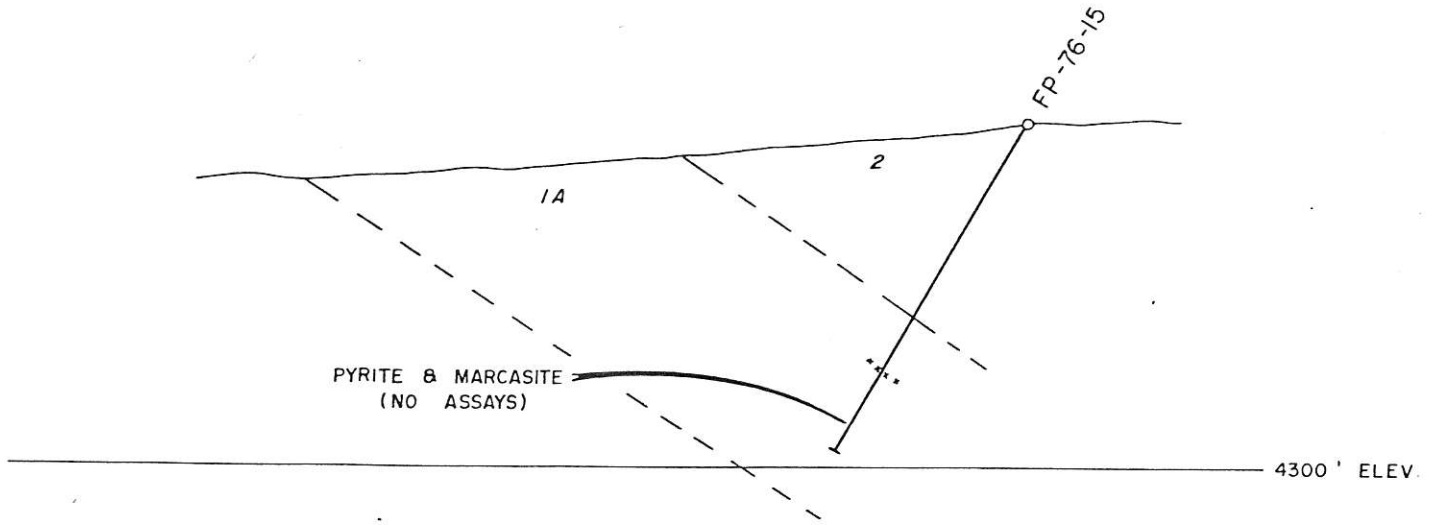 FP-76-15
2
1A
PYRITE & MARCASITE
(NO ASSAYS)
4300' ELEV.